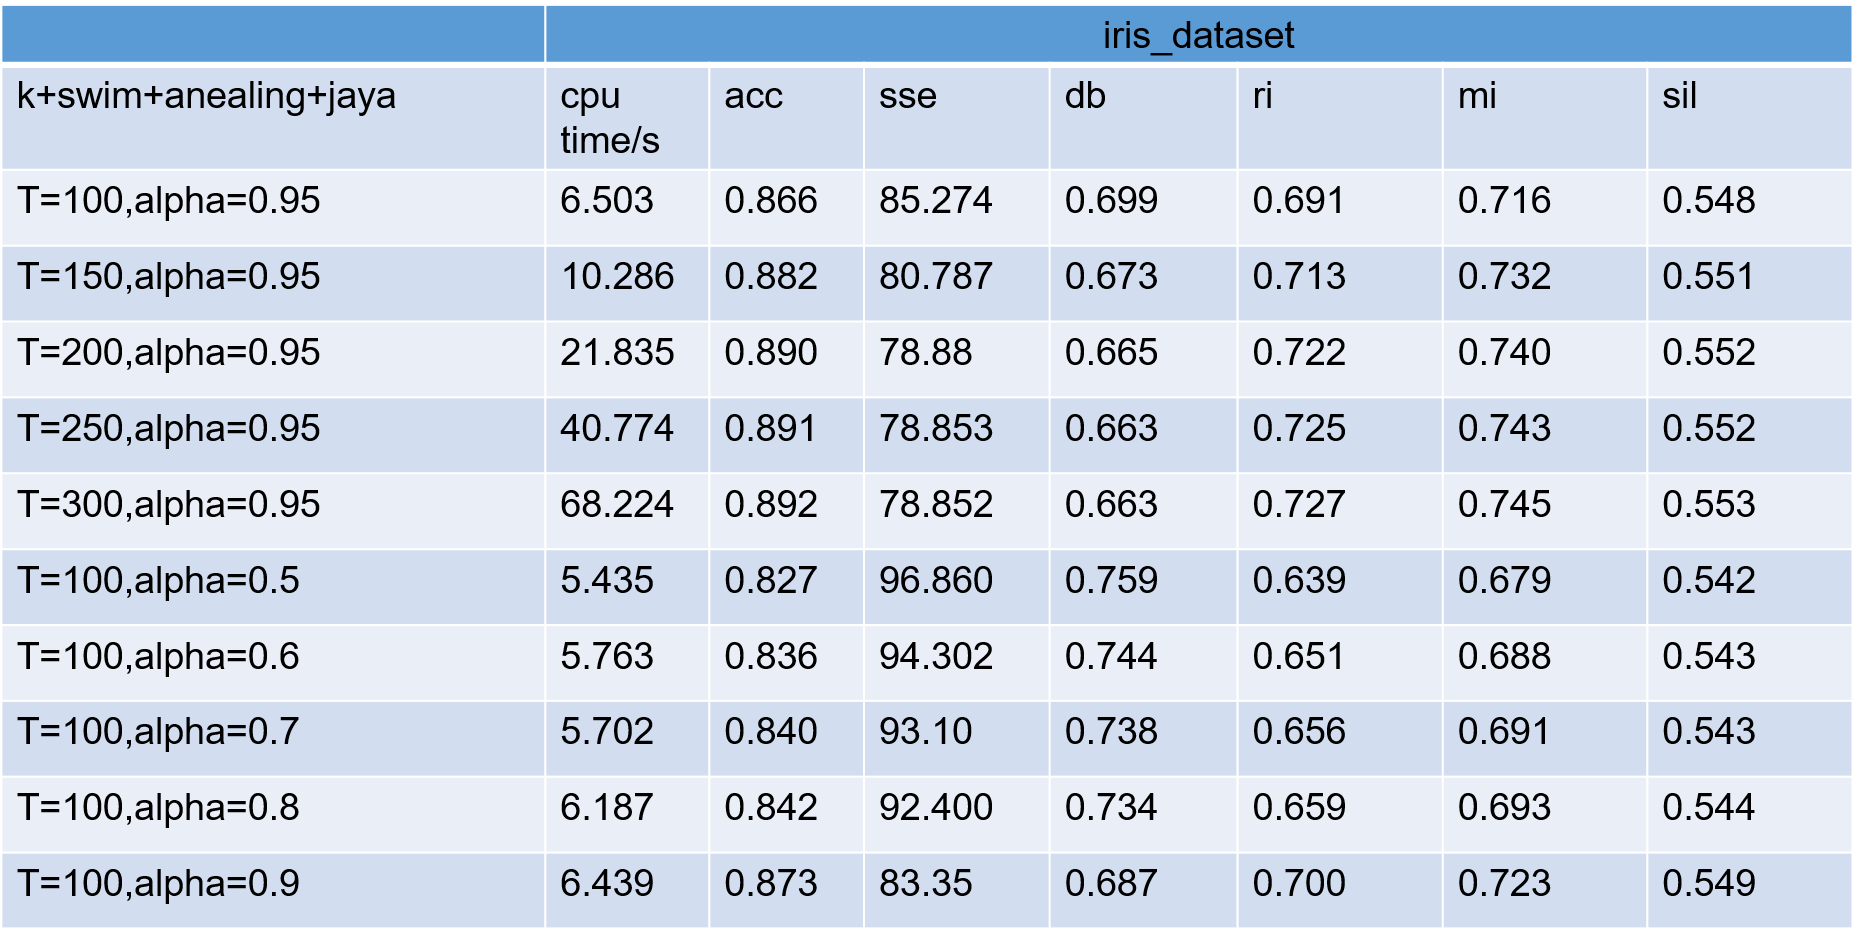 iris_dataset
k+swim+anealing+jaya cpu time/s acc sse db ri mi sil
T=100,alpha=0.95 6.503 0.866 85.274 0.699 0.691 0.716 0.548
T=150,alpha=0.95 10.286 0.882 80.787 0.673 0.713 0.732 0.551
T=200,alpha=0.95 21.835 0.890 78.88 0.665 0.722 0.740 0.552
T=250,alpha=0.95 40.774 0.891 78.853 0.663 0.725 0.743 0.552
T=300,alpha=0.95 68.224 0.892 78.852 0.663 0.727 0.745 0.553
T=100,alpha=0.5 5.435 0.827 96.860 0.759 0.639 0.679 0.542
T=100,alpha=0.6 5.763 0.836 94.302 0.744 0.651 0.688 0.543
T=100,alpha=0.7 5.702 0.840 93.10 0.738 0.656 0.691 0.543
T=100,alpha=0.8 6.187 0.842 92.400 0.734 0.659 0.693 0.544
T=100,alpha=0.9 6.439 0.873 83.35 0.687 0.700 0.723 0.549